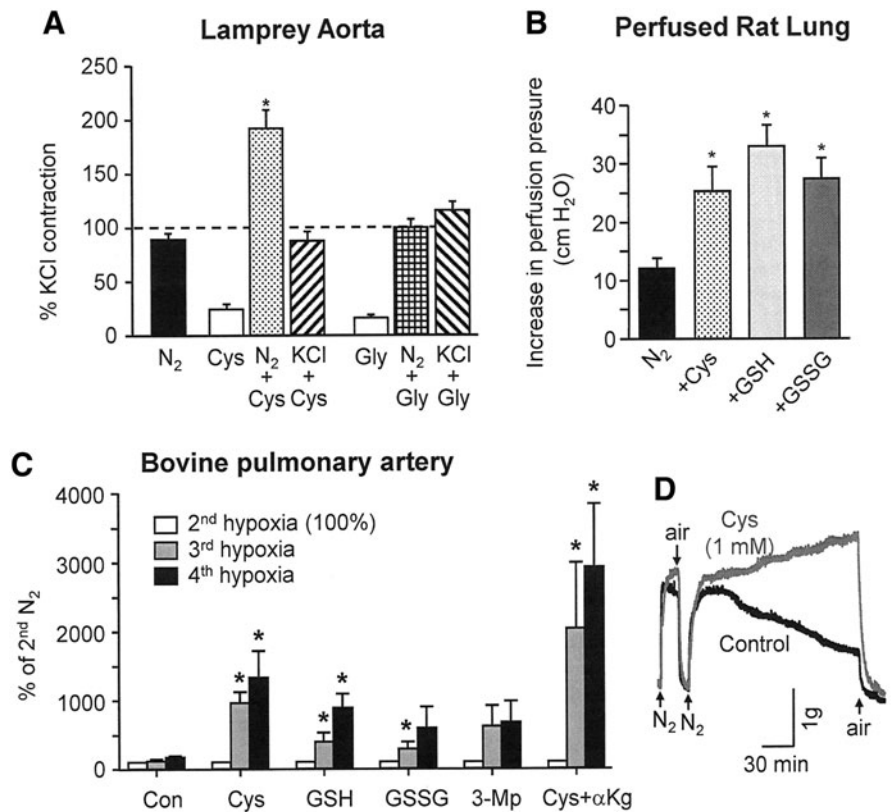 A Lamprey Aorta
% KCl contraction
250
200
150
100
50
0
*
N2 Cys N2 + Cys KCl + Cys Gly N2 + Gly KCl + Gly
B Perfused Rat Lung
Increase in perfusion presure
(cm H2O)
40
30
20
10
0
* * *
N2 +Cys +GSH +GSSG
C Bovine pulmonary artery
% of 2nd N2
4000
3000
2000
1000
0
2nd hypoxia (100%)
3rd hypoxia
4th hypoxia
* * * * * * *
Con Cys GSH GSSG 3-Mp Cys+αKg
D
Cys
(1 mM)
air
Control
N2 N2 air
1g
30 min